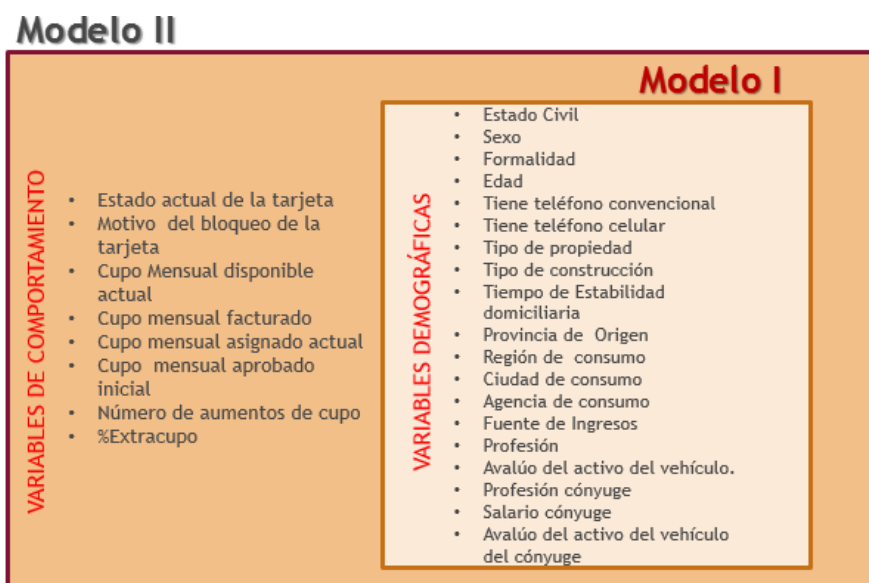 Modelo II
Modelo I
VARIABLES DE COMPORTAMIENTO
• Estado actual de la tarjeta
• Motivo del bloqueo de la
tarjeta
• Cupo Mensual disponible
actual
• Cupo mensual facturado
• Cupo mensual asignado actual
• Cupo mensual aprobado
inicial
• Número de aumentos de cupo
• %Extracupo
VARIABLES DEMOGRÁFICAS
• Estado Civil
• Sexo
• Formalidad
• Edad
• Tiene teléfono convencional
• Tiene teléfono celular
• Tipo de propiedad
• Tipo de construcción
• Tiempo de Estabilidad
domiciliaria
• Provincia de Origen
• Región de consumo
• Ciudad de consumo
• Agencia de consumo
• Fuente de Ingresos
• Profesión
• Avalúo del activo del vehículo.
• Profesión cónyuge
• Salario cónyuge
• Avalúo del activo del vehículo
del cónyuge